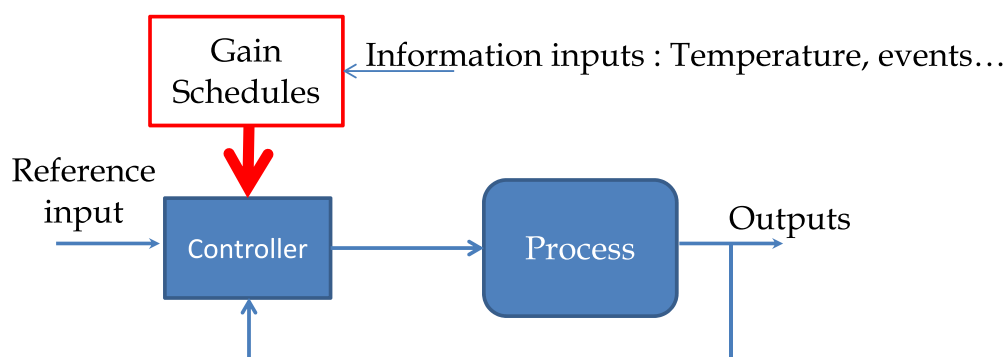 Gain
Schedules
Information inputs : Temperature, events…
Reference
input
Controller
Process
Outputs